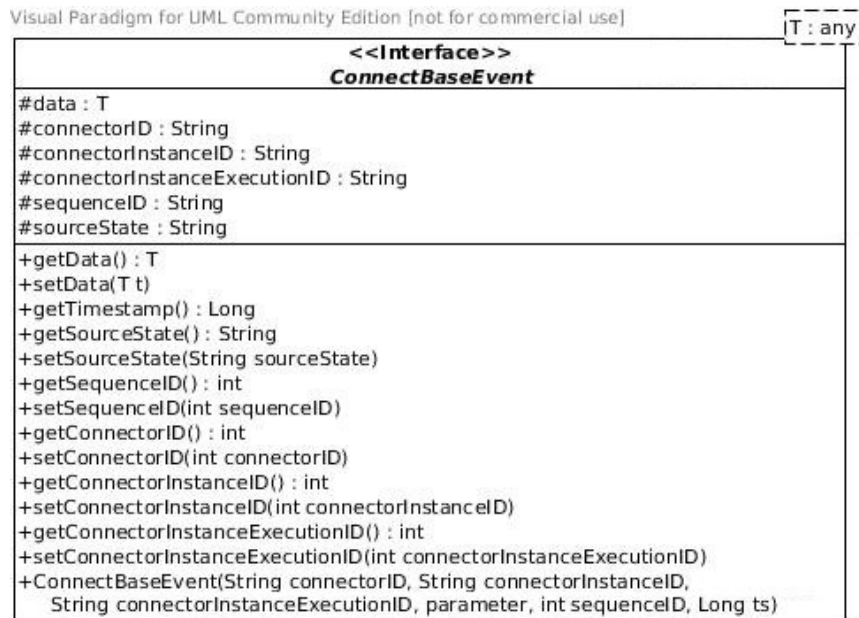 Visual Paradigm for UML Community Edition [not for commercial use]
T : any
<<Interface>>
ConnectBaseEvent
#data : T
#connectorID : String
#connectorInstanceID : String
#connectorInstanceExecutionID : String
#sequenceID : String
#sourceState : String
+getData() : T
+setData(T t)
+getTimestamp() : Long
+getSourceState() : String
+setSourceState(String sourceState)
+getSequenceID() : int
+setSequenceID(int sequenceID)
+getConnectorID() : int
+setConnectorID(int connectorID)
+getConnectorInstanceID() : int
+setConnectorInstanceID(int connectorInstanceID)
+getConnectorInstanceExecutionID() : int
+setConnectorInstanceExecutionID(int connectorInstanceExecutionID)
+ConnectBaseEvent(String connectorID, String connectorInstanceID,
String connectorInstanceExecutionID, parameter, int sequenceID, Long ts)